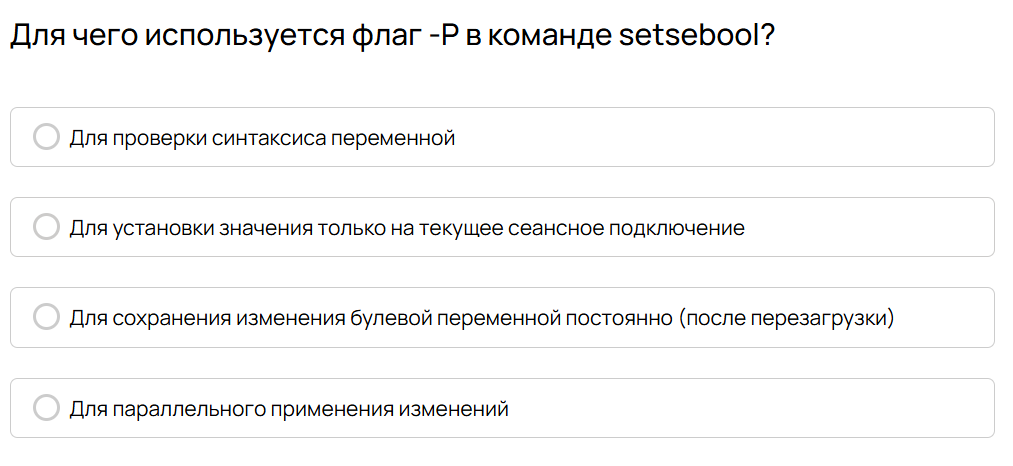 Для чего используется флаг -P в команде setsebool?
Для проверки синтаксиса переменной
Для установки значения только на текущее сеансное подключение
Для сохранения изменения булевой переменной постоянно (после перезагрузки)
Для параллельного применения изменений